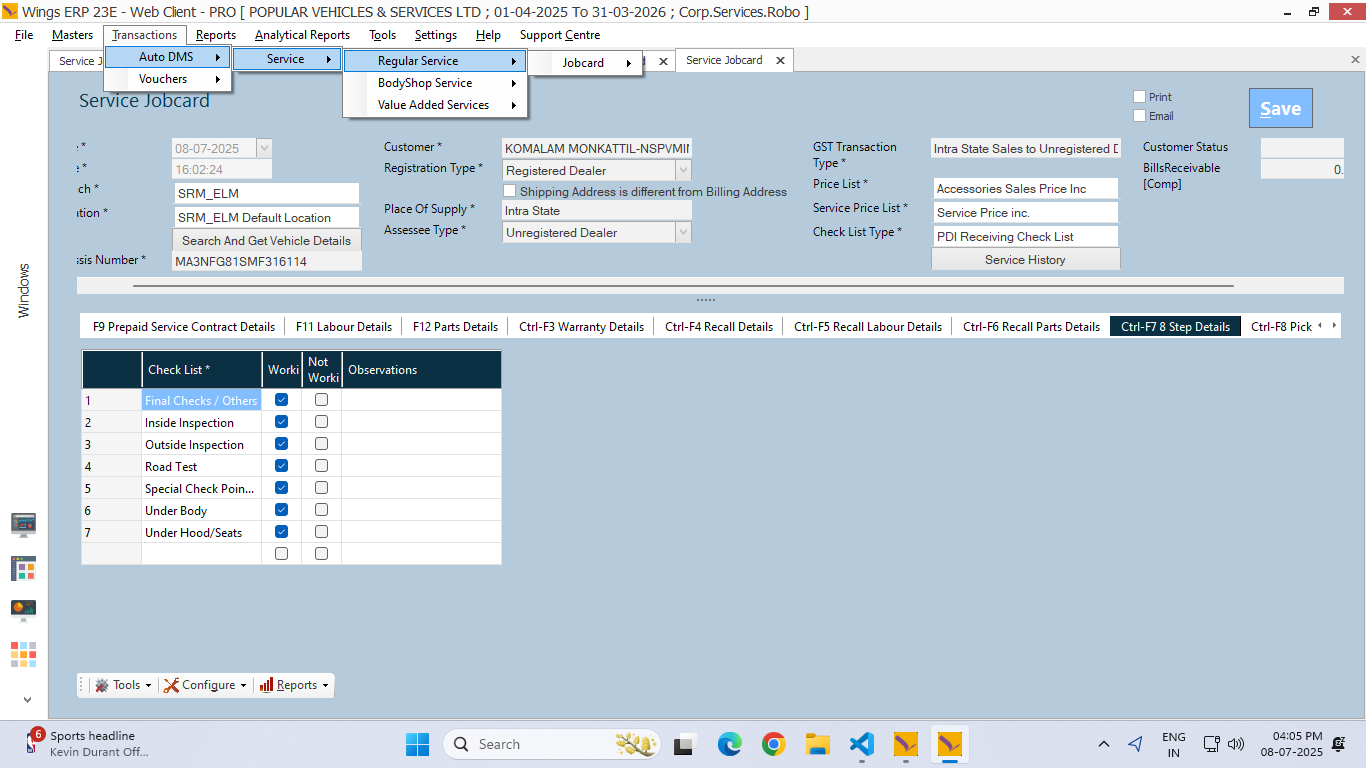 Wings ERP 23E - Web Client - PRO [ POPULAR VEHICLES & SERVICES LTD ; 01-04-2025 To 31-03-2026 ; Corp.Services.Robo ]
File Masters Transactions Reports Analytical Reports Tools Settings Help Support Centre
Service J
Service Jobcard
Auto DMS
Vouchers
Service
Regular Service
BodyShop Service
Value Added Services
Jobcard
Service Jobcard
Print
Email
Save
08-07-2025
16:02:24
SRM_ELM
SRM_ELM Default Location
Search And Get Vehicle Details
ssis Number *
MA3NFG81SMF316114
Customer *
KOMALAM MONKATTIL-NSPVMI
Registration Type *
Registered Dealer
Shipping Address is different from Billing Address
Place Of Supply *
Intra State
Assessee Type *
Unregistered Dealer
GST Transaction
Type *
Intra State Sales to Unregistered D
Price List *
Accessories Sales Price Inc
Service Price List *
Service Price inc.
Check List Type *
PDI Receiving Check List
Service History
Customer Status
BillsReceivable
[Comp]
0.
F9 Prepaid Service Contract Details F11 Labour Details F12 Parts Details Ctrl-F3 Warranty Details Ctrl-F4 Recall Details Ctrl-F5 Recall Labour Details Ctrl-F6 Recall Parts Details Ctrl-F7 8 Step Details Ctrl-F8 Pick
Check List * Worki Not Worki Observations
1 Final Checks / Others
2 Inside Inspection
3 Outside Inspection
4 Road Test
5 Special Check Poin...
6 Under Body
7 Under Hood/Seats
Tools Configure Reports
Windows
6
Sports headline
Kevin Durant Off...
Search
ENG
IN
04:05 PM
08-07-2025